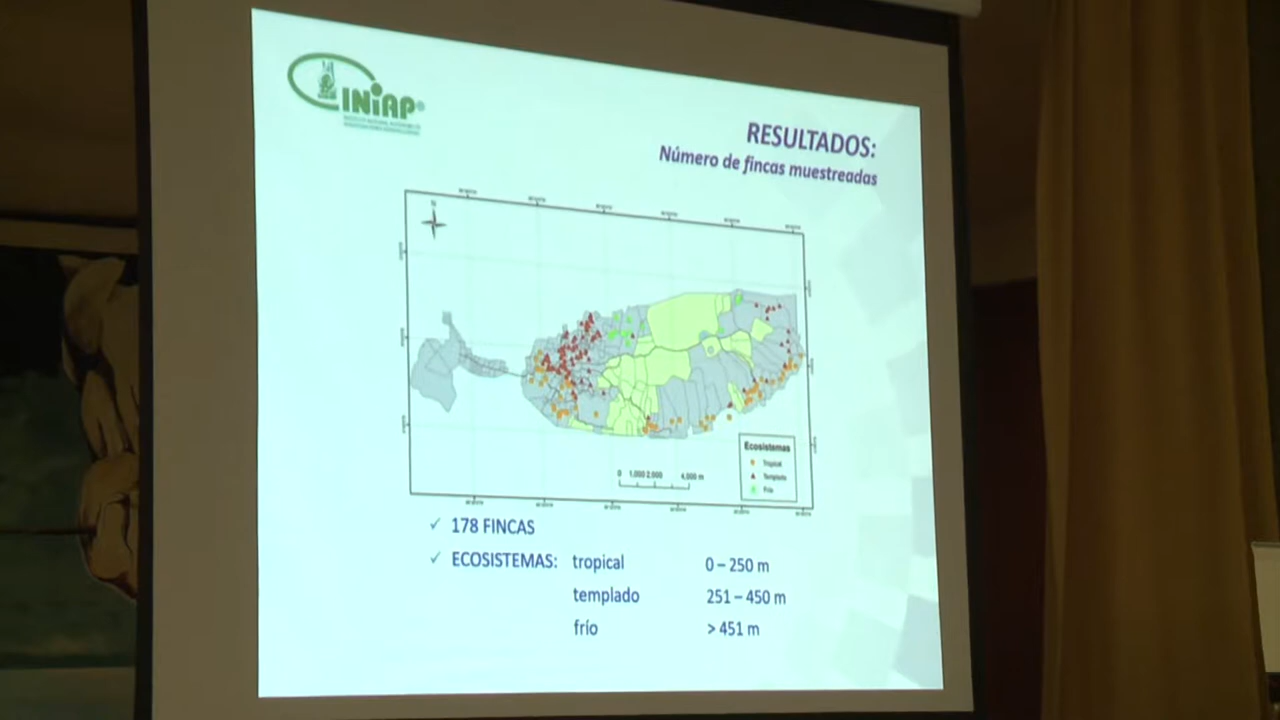 INIAP
RESULTADOS:
Número de fincas muestreadas
N
Ecosistemas
Tropical
Templado
Frío
0 1.000 2.000 4.000 m
✓ 178 FINCAS
✓ ECOSISTEMAS: tropical 0 – 250 m
templado 251 – 450 m
frío > 451 m